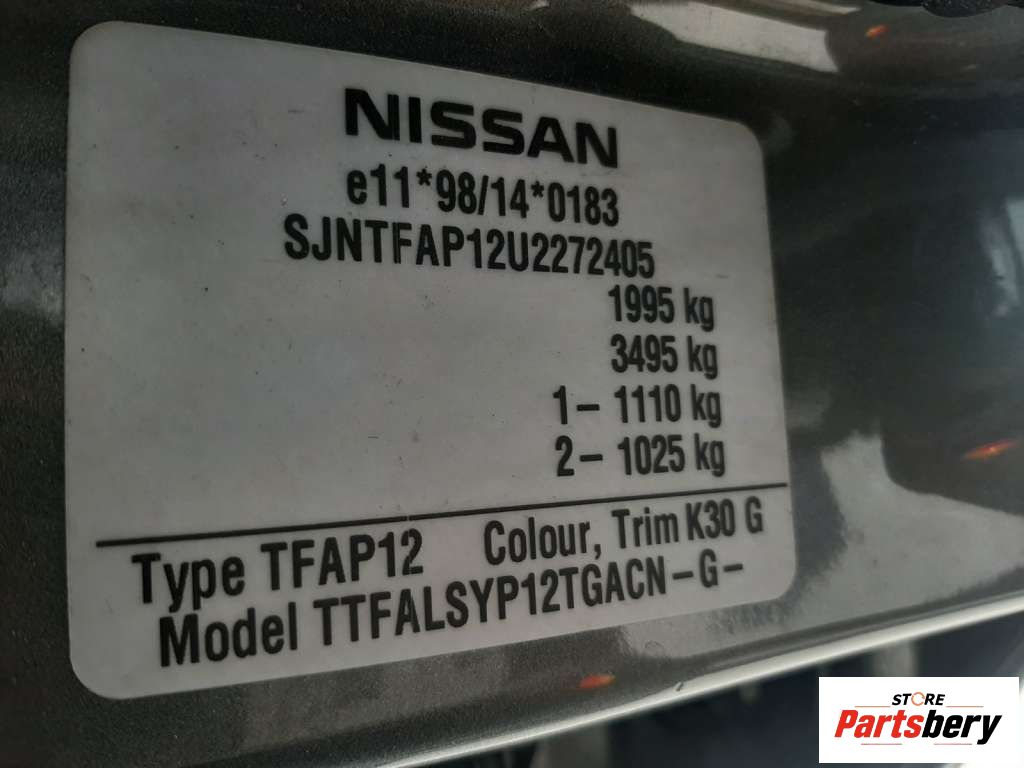 NISSAN
e11*98/14*0183
SJNTFAP12U2272405
1995 kg
3495 kg
1– 1110 kg
2– 1025 kg
Type TFAP12 Colour, Trim K30 G
Model TTFALSYP12TGACN –G–
STORE
Partsbery